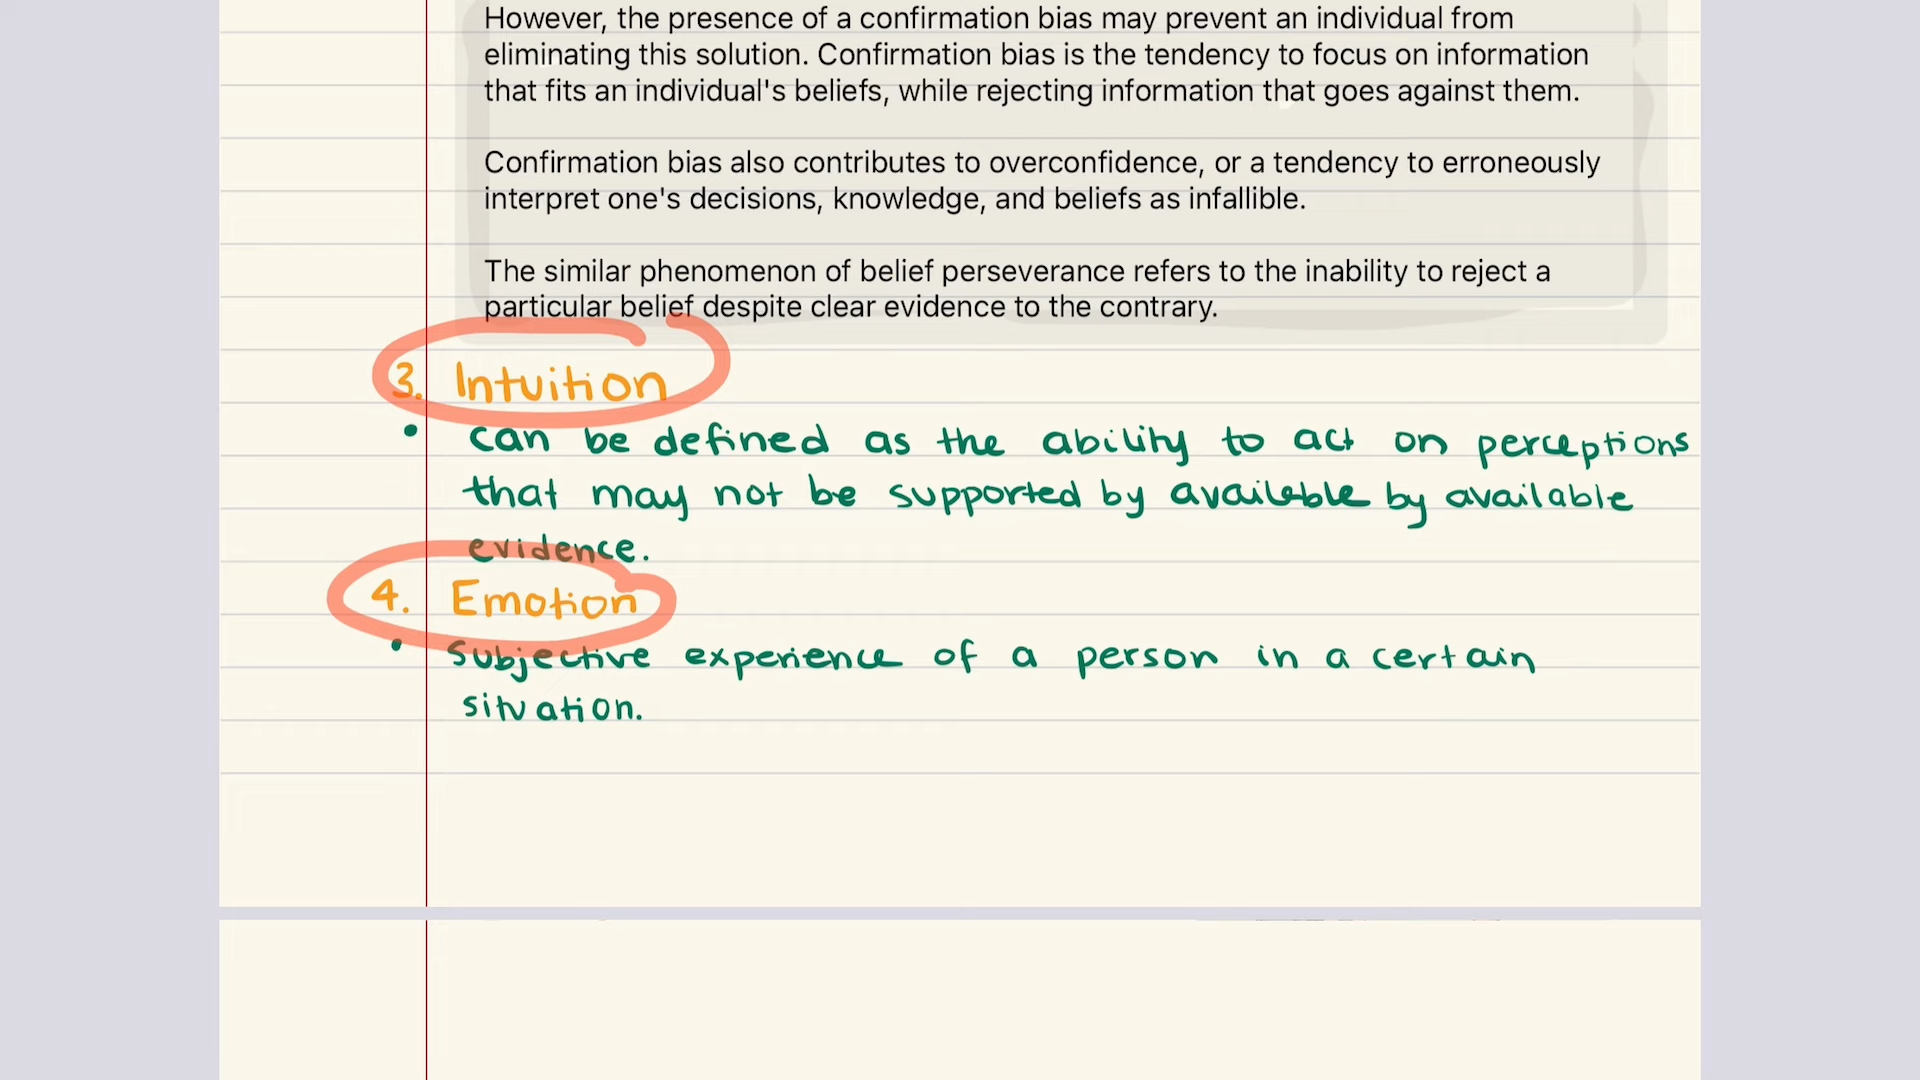 However, the presence of a confirmation bias may prevent an individual from
eliminating this solution. Confirmation bias is the tendency to focus on information
that fits an individual's beliefs, while rejecting information that goes against them.
Confirmation bias also contributes to overconfidence, or a tendency to erroneously
interpret one's decisions, knowledge, and beliefs as infallible.
The similar phenomenon of belief perseverance refers to the inability to reject a
particular belief despite clear evidence to the contrary.
3. Intuition
• can be defined as the ability to act on perceptions
that may not be supported by available by available
evidence.
4. Emotion
• Subjective experience of a person in a certain
situation.